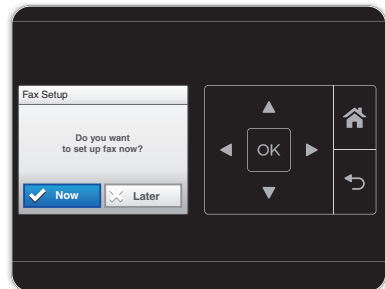 Fax Setup
Do you want
to set up fax now?
Now
Later
OK